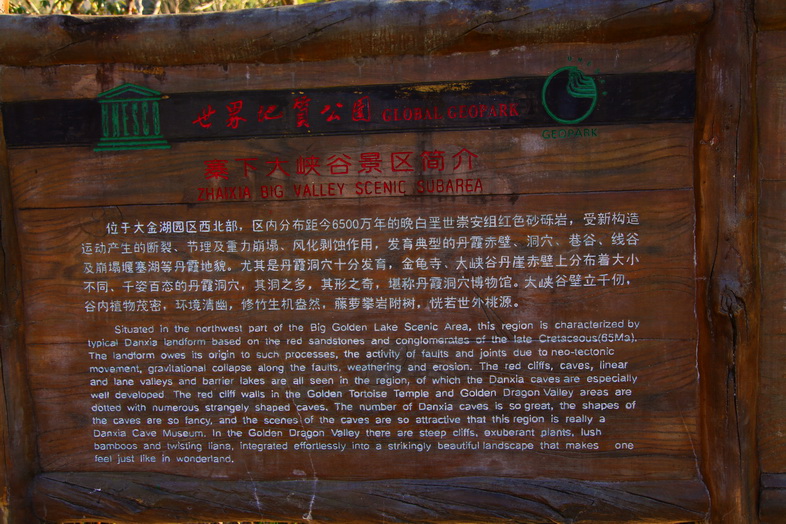 UNESCO
世界地质公园 GLOBAL GEOPARK
GEOPARK
寨下大峡谷景区简介
ZHAIXIA BIG VALLEY SCENIC SUBAREA
位于大金湖园区西北部，区内分布距今6500万年的晚白垩世崇安组红色砂砾岩，受新构造
运动产生的断裂、节理及重力崩塌、风化剥蚀作用，发育典型的丹霞赤壁、洞穴、巷谷、线谷
及崩塌堰塞湖等丹霞地貌。尤其是丹霞洞穴十分发育，金龟寺、大峡谷丹崖赤壁上分布着大小
不同、千姿百态的丹霞洞穴，其洞之多，其形之奇，堪称丹霞洞穴博物馆。大峡谷壁立千仞，
谷内植物茂密，环境清幽，修竹生机盎然，藤萝攀岩附树，恍若世外桃源。
Situated in the northwest part of the Big Golden Lake Scenic Area, this region is characterized by
typical Danxia landform based on the red sandstones and conglomerates of the late Cretaceous(65Ma).
The landform owes its origin to such processes, the activity of faults and joints due to neo-tectonic
movement, gravitational collapse along the faults, weathering and erosion. The red cliffs, caves, linear
and lane valleys and barrier lakes are all seen in the region, of which the Danxia caves are especially
well developed. The red cliff walls in the Golden Tortoise Temple and Golden Dragon Valley areas are
dotted with numerous strangely shaped caves. The number of Danxia caves is so great, the shapes of
the caves are so fancy, and the scenes of the caves are so attractive that this region is really a
Danxia Cave Museum. In the Golden Dragon Valley there are steep cliffs, exuberant plants, lush
bamboos and twisting liana, integrated effortlessly into a strikingly beautiful landscape that makes one
feel just like in wonderland.